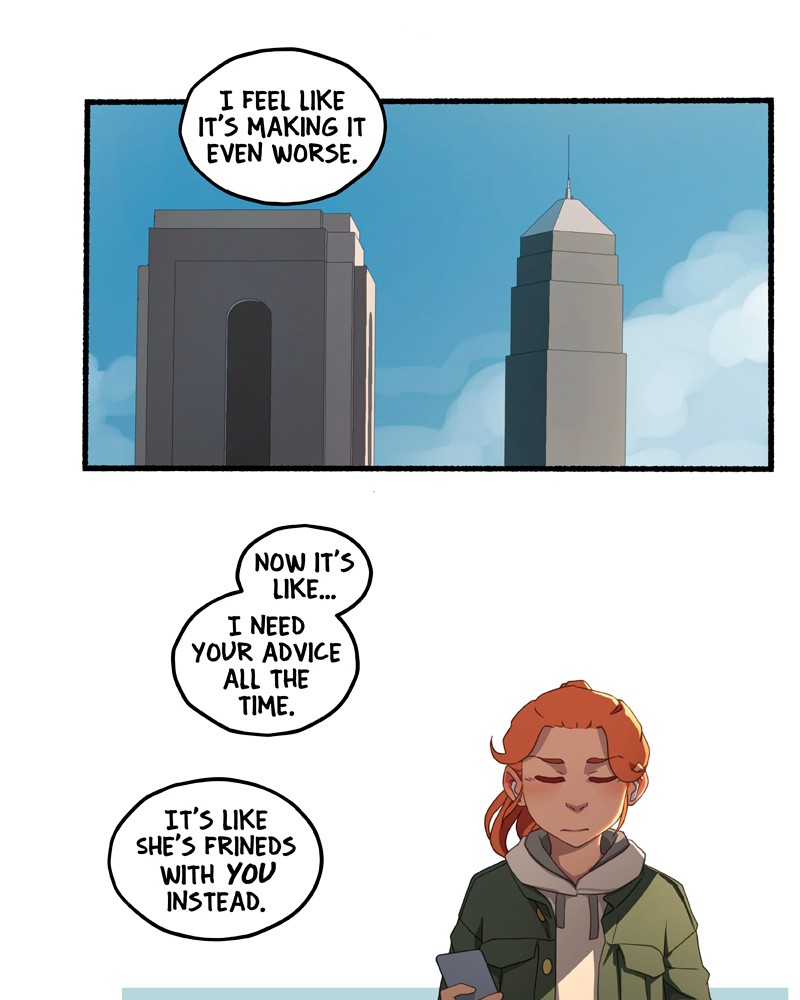 I FEEL LIKE
IT'S MAKING IT
EVEN WORSE.
NOW IT'S
LIKE...
I NEED
YOUR ADVICE
ALL THE
TIME.
IT'S LIKE
SHE'S FRINEDS
WITH YOU
INSTEAD.